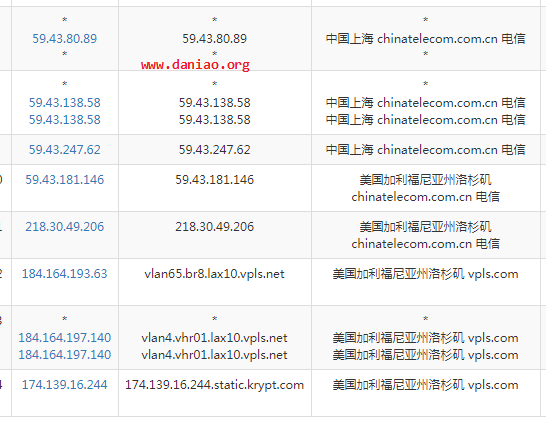 * * *
59.43.80.89 59.43.80.89 中国上海 chinatelecom.com.cn 电信
* * *
www.daniao.org
* * *
59.43.138.58 59.43.138.58 中国上海 chinatelecom.com.cn 电信
59.43.138.58 59.43.138.58 中国上海 chinatelecom.com.cn 电信
59.43.247.62 59.43.247.62 中国上海 chinatelecom.com.cn 电信
0 59.43.181.146 59.43.181.146 美国加利福尼亚州洛杉矶
chinatelecom.com.cn 电信
1 218.30.49.206 218.30.49.206 美国加利福尼亚州洛杉矶
chinatelecom.com.cn 电信
2 184.164.193.63 vlan65.br8.lax10.vpls.net 美国加利福尼亚州洛杉矶 vpls.com
3 * * *
184.164.197.140 vlan4.vhr01.lax10.vpls.net 美国加利福尼亚州洛杉矶 vpls.com
184.164.197.140 vlan4.vhr01.lax10.vpls.net 美国加利福尼亚州洛杉矶 vpls.com
4 174.139.16.244 174.139.16.244.static.krypt.com 美国加利福尼亚州洛杉矶 vpls.com